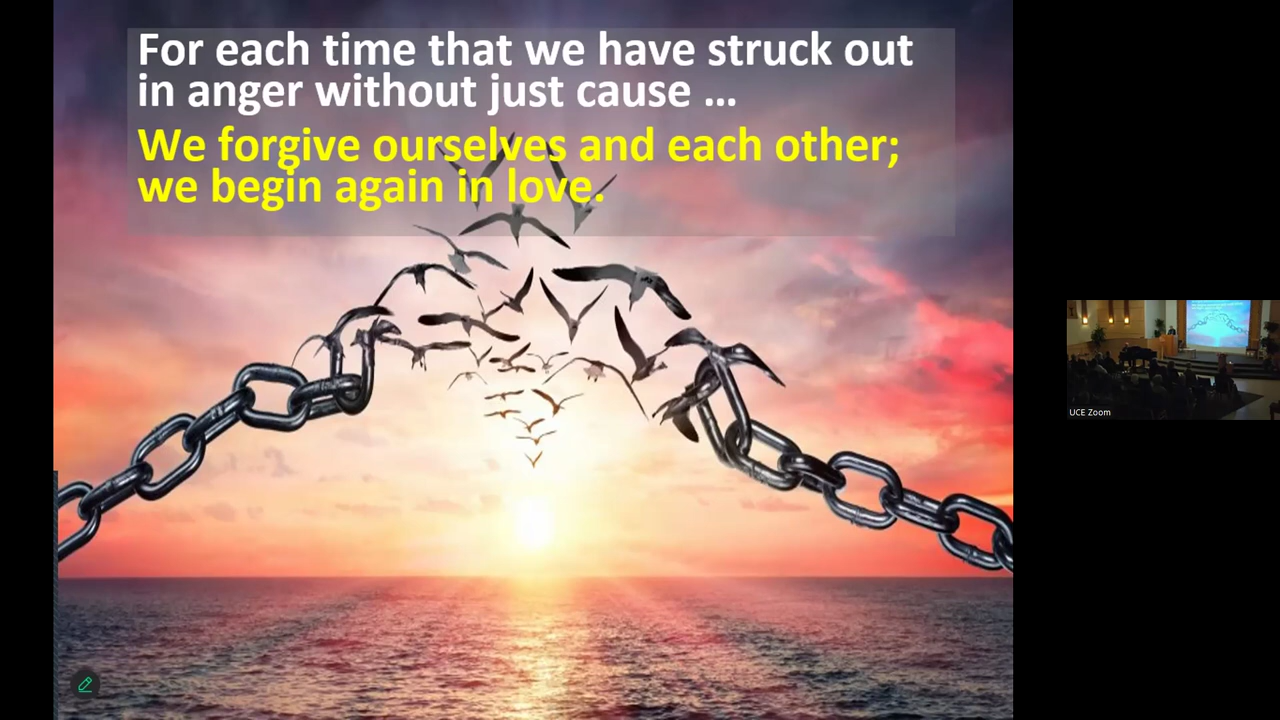 For each time that we have struck out
in anger without just cause ...
We forgive ourselves and each other;
we begin again in love.
UCE Zoom